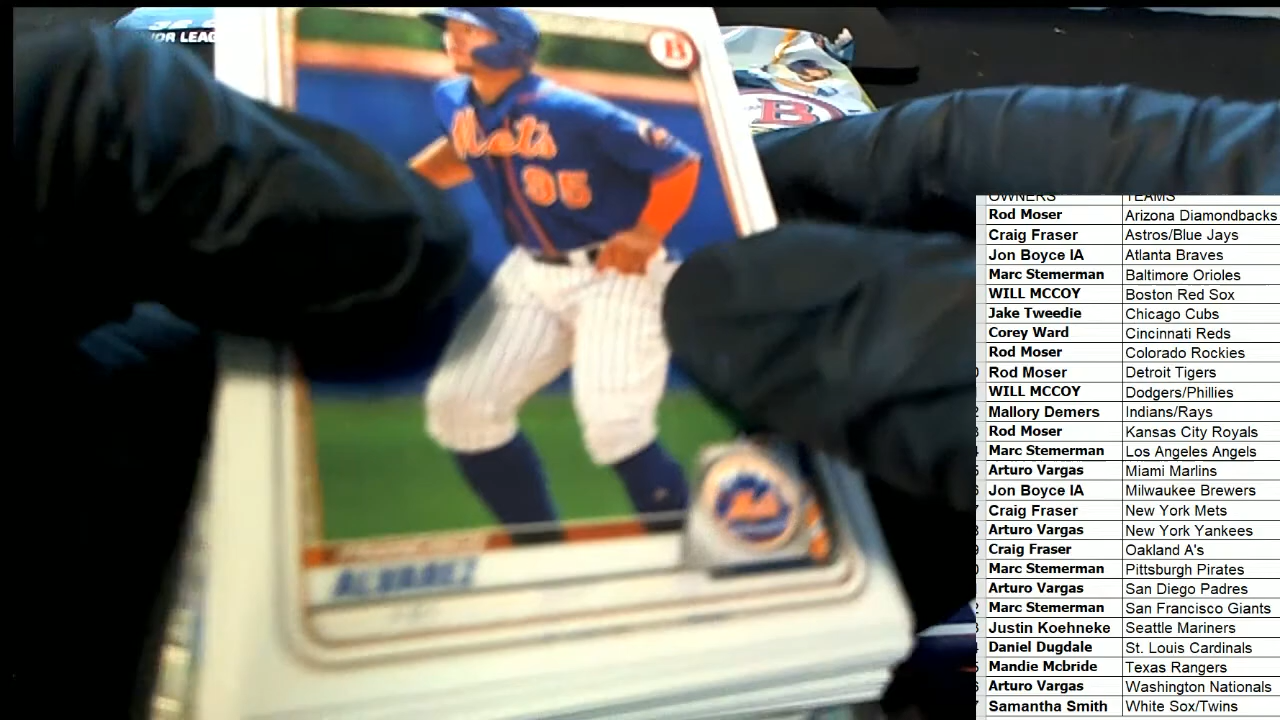 JOR LEAG
B
B
Mets
95
ALVAREZ
OWNERS TEAMS
Rod Moser Arizona Diamondbacks
Craig Fraser Astros/Blue Jays
Jon Boyce IA Atlanta Braves
Marc Stemerman Baltimore Orioles
WILL MCCOY Boston Red Sox
Jake Tweedie Chicago Cubs
Corey Ward Cincinnati Reds
Rod Moser Colorado Rockies
Rod Moser Detroit Tigers
WILL MCCOY Dodgers/Phillies
Mallory Demers Indians/Rays
Rod Moser Kansas City Royals
Marc Stemerman Los Angeles Angels
Arturo Vargas Miami Marlins
Jon Boyce IA Milwaukee Brewers
Craig Fraser New York Mets
Arturo Vargas New York Yankees
Craig Fraser Oakland A's
Marc Stemerman Pittsburgh Pirates
Arturo Vargas San Diego Padres
Marc Stemerman San Francisco Giants
Justin Koehneke Seattle Mariners
Daniel Dugdale St. Louis Cardinals
Mandie Mcbride Texas Rangers
Arturo Vargas Washington Nationals
Samantha Smith White Sox/Twins